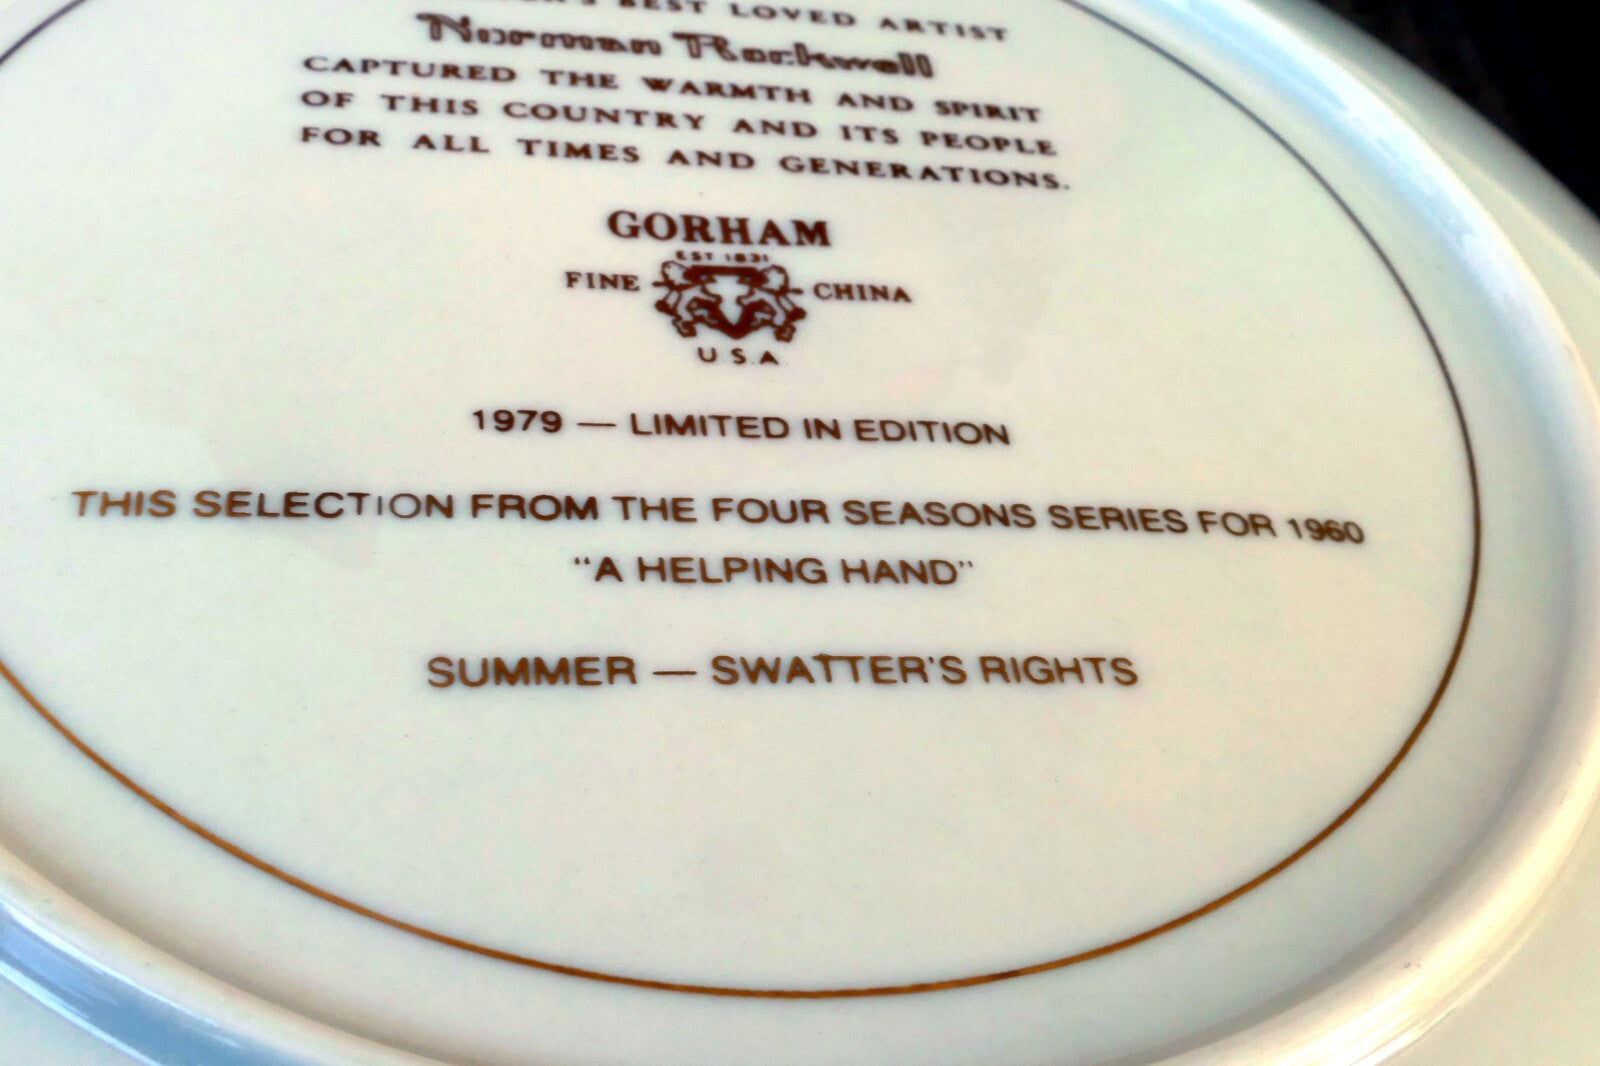 BEST LOVED ARTIST
Norman Rockwell
CAPTURED THE WARMTH AND SPIRIT
OF THIS COUNTRY AND ITS PEOPLE
FOR ALL TIMES AND GENERATIONS.
GORHAM
EST 1831
FINE CHINA
U.S.A.
1979 — LIMITED IN EDITION
THIS SELECTION FROM THE FOUR SEASONS SERIES FOR 1960
"A HELPING HAND"
SUMMER — SWATTER'S RIGHTS